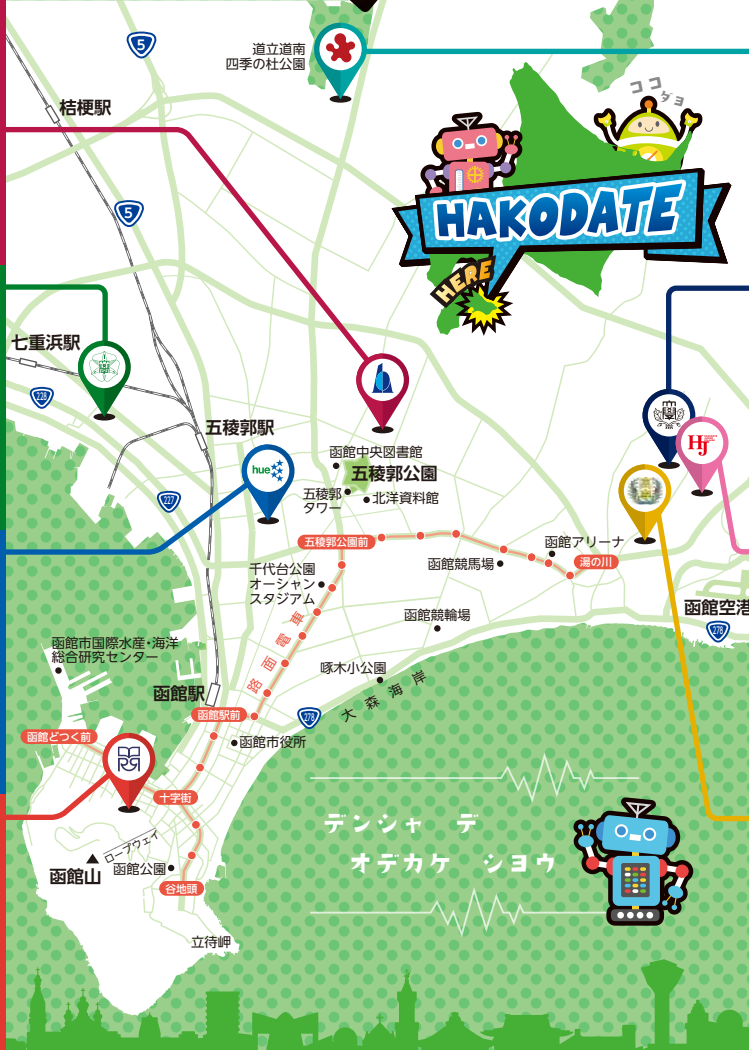 5
道立道南
四季の杜公園
ココ
ダヨ
桔梗駅
5
HAKODATE
HERE
七重浜駅
228
五稜郭駅
hue
HJ
函館中央図書館
五稜郭公園
五稜郭
タワー
北洋資料館
227
五稜郭公園前
函館アリーナ
函館競馬場
湯の川
千代台公園
オーシャン
スタジアム
函館競輪場
函館空港
278
路面電車
函館市国際水産・海洋
総合研究センター
啄木小公園
大森海岸
函館駅
函館駅前
278
函館どつく前
函館市役所
十字街
デンシャ デ
オデカケ ショウ
ロープウェイ
函館山
函館公園
谷地頭
立待岬